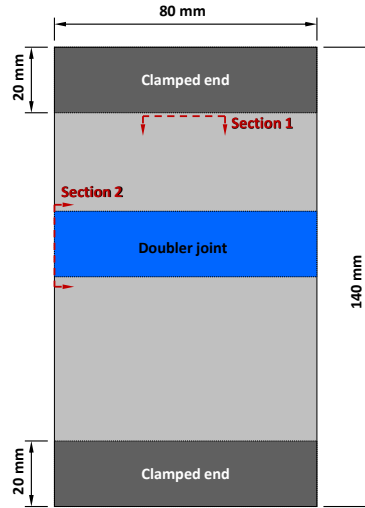 80 mm
20 mm
Clamped end
Section 1
Section 2
Doubler joint
140 mm
20 mm
Clamped end